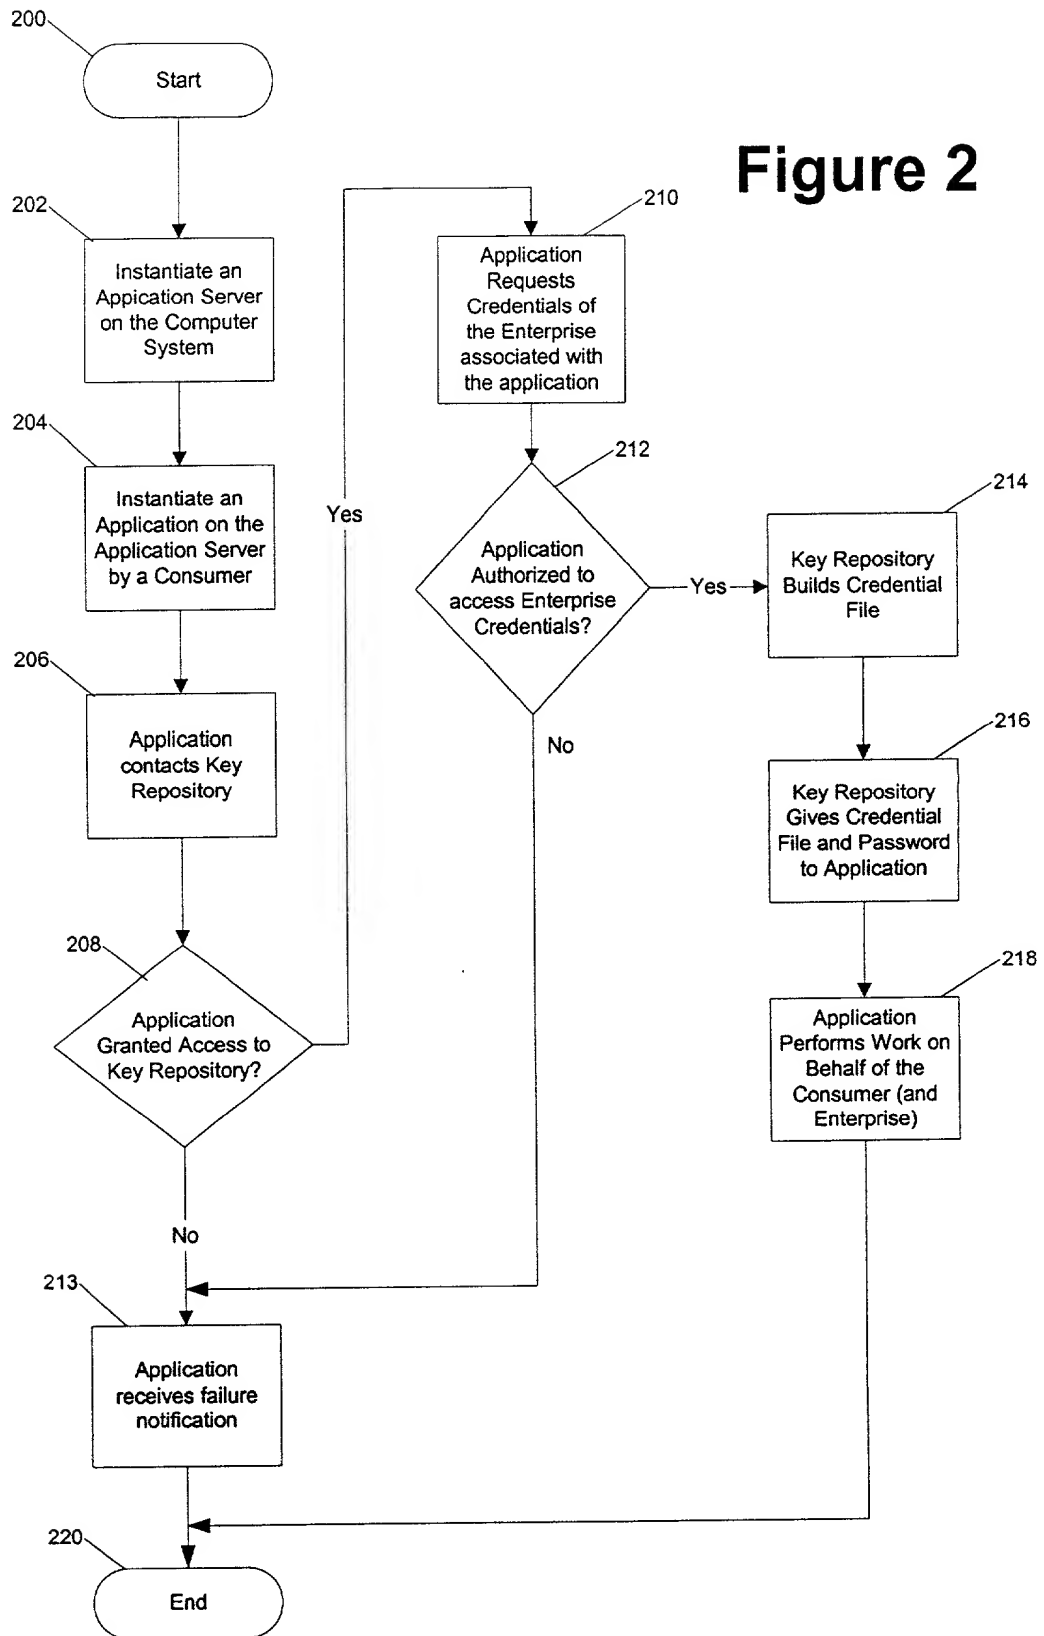 200
Start
Figure 2
202
Instantiate an
Appication Server
on the Computer
System
204
Instantiate an
Application on the
Application Server
by a Consumer
206
Application
contacts Key
Repository
208
Application
Granted Access to
Key Repository?
Yes
No
210
Application
Requests
Credentials of
the Enterprise
associated with
the application
212
Application
Authorized to
access Enterprise
Credentials?
Yes
No
213
Application
receives failure
notification
214
Key Repository
Builds Credential
File
216
Key Repository
Gives Credential
File and Password
to Application
218
Application
Performs Work on
Behalf of the
Consumer (and
Enterprise)
220
End